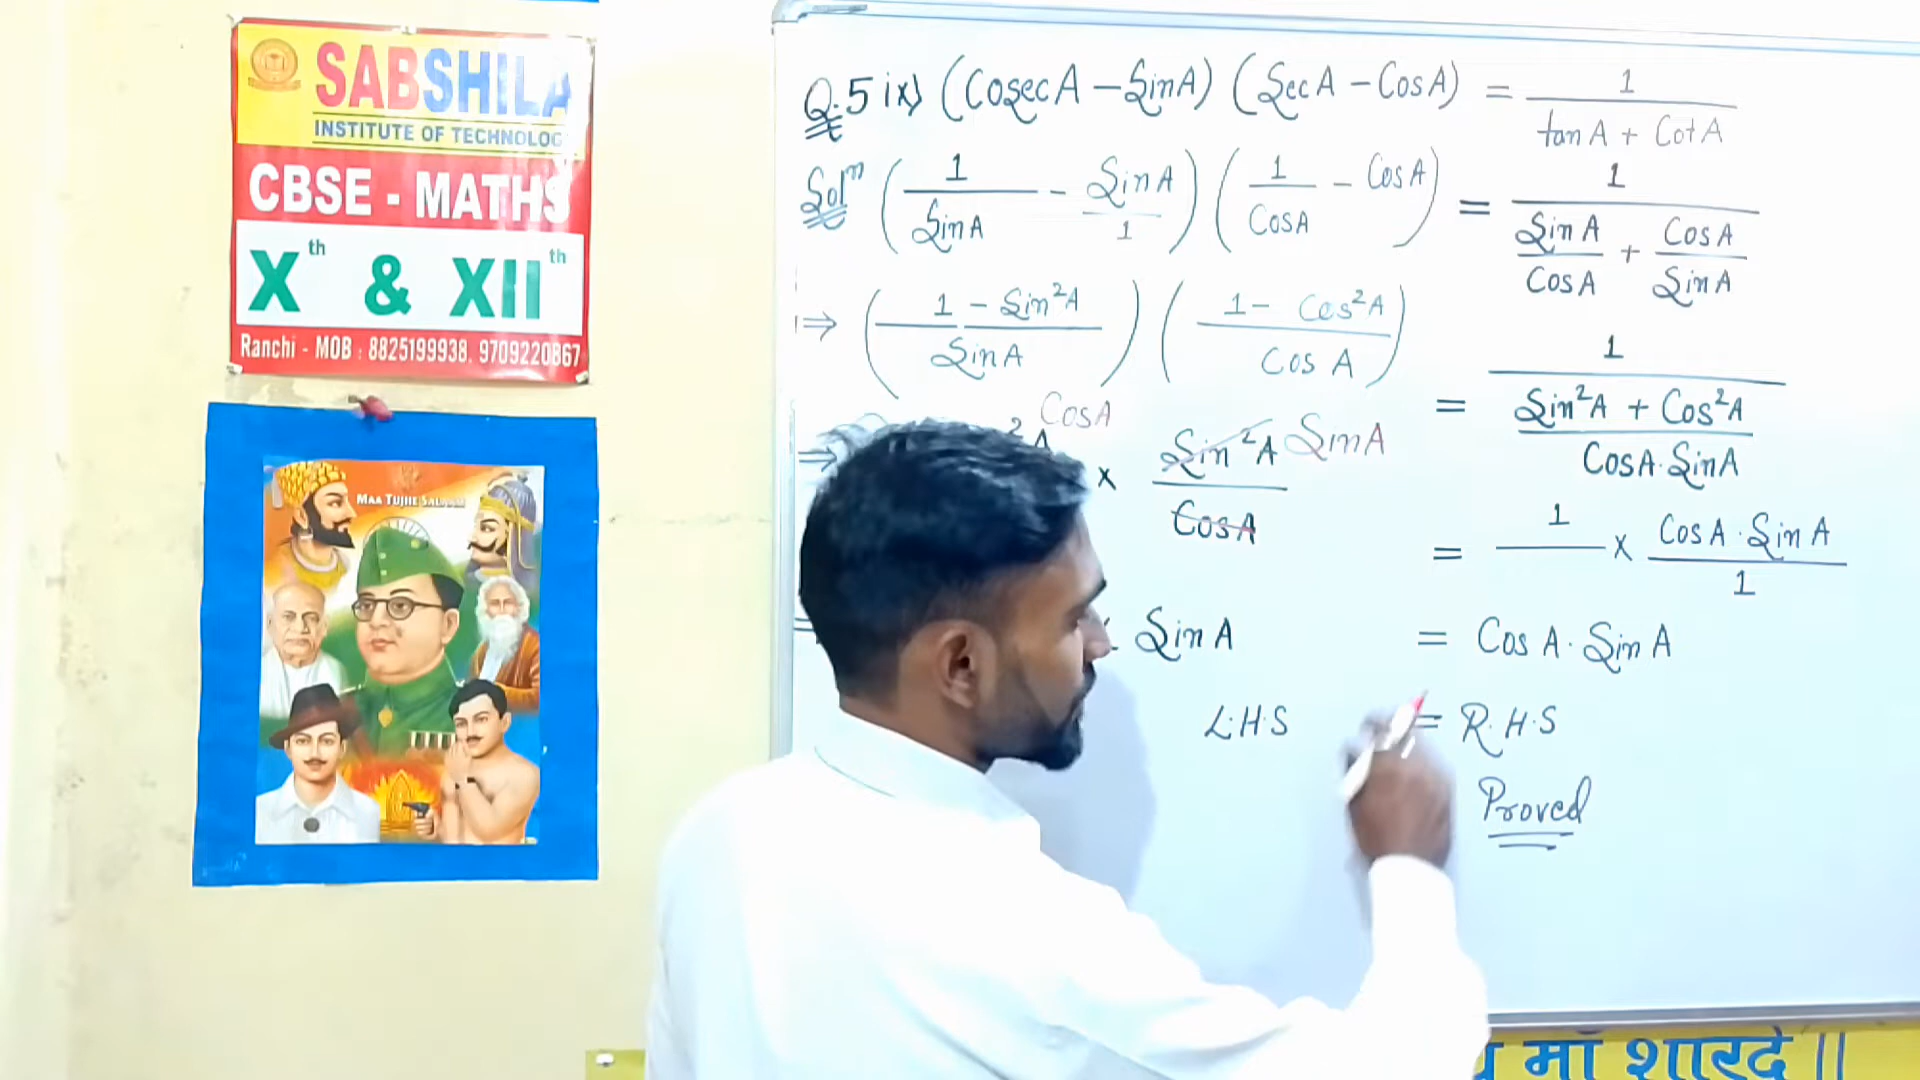 SABSHILA
INSTITUTE OF TECHNOLOG
CBSE - MATHS
Xth & XIIth
Ranchi - MOB : 8825199938, 9709220867
MAA TUJHE SALAAM
Q.5 ix) (CosecA - SinA) (SecA - CosA) = 1/(tanA + CotA)
Solⁿ (1/SinA - SinA/1) (1/CosA - CosA) = 1/(SinA/CosA + CosA/SinA)
⇒ ((1 - Sin²A)/SinA) ((1 - Cos²A)/Cos A) = 1/((Sin²A + Cos²A)/(CosA·SinA))
⇒ ²A CosA × Sin²A/CosA SinA
= 1/ × (CosA·SinA)/1
SinA = CosA·SinA
L.H.S = R.H.S
Proved
माँ शारदे ||